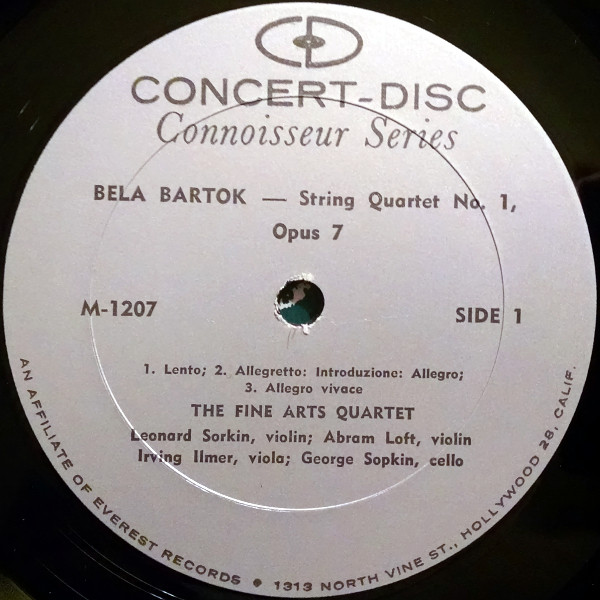 CD
CONCERT-DISC
Connoisseur Series
BELA BARTOK — String Quartet No. 1,
Opus 7
M-1207
SIDE 1
1. Lento; 2. Allegretto: Introduzione: Allegro;
3. Allegro vivace
THE FINE ARTS QUARTET
Leonard Sorkin, violin; Abram Loft, violin
Irving Ilmer, viola; George Sopkin, cello
AN AFFILIATE OF EVEREST RECORDS ● 1313 NORTH VINE ST., HOLLYWOOD 28, CALIF.